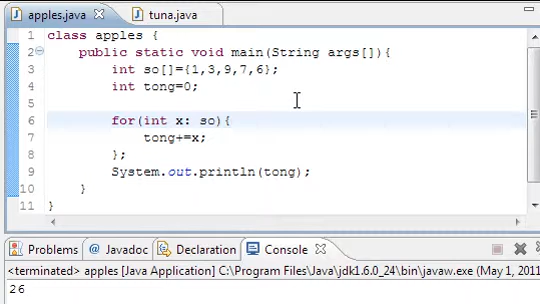 apples.java tuna.java
1 class apples {
2 public static void main(String args[]){
3 int so[]={1,3,9,7,6};
4 int tong=0;
5
6 for(int x: so){
7 tong+=x;
8 };
9 System.out.println(tong);
10 }
11 }
Problems @ Javadoc Declaration Console
<terminated> apples [Java Application] C:\Program Files\Java\jdk1.6.0_24\bin\javaw.exe (May 1, 2011
26